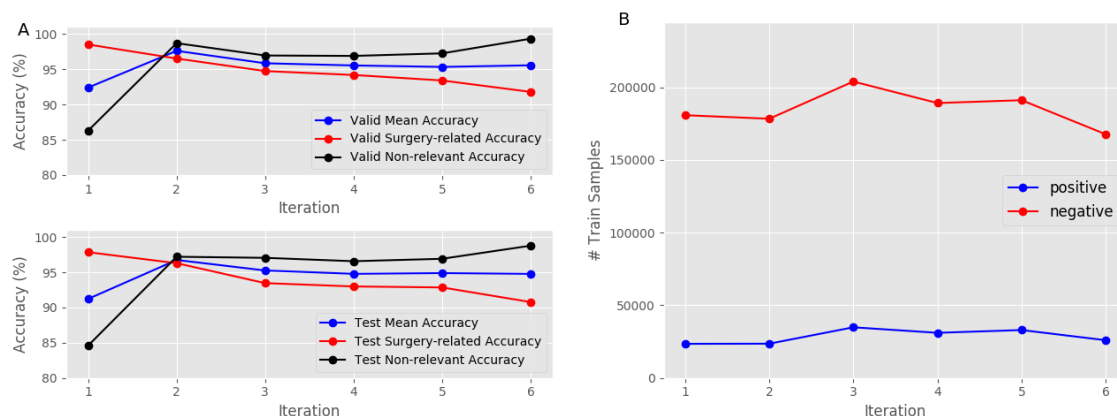 A
Accuracy (%)
100
95
90
85
80
Valid Mean Accuracy
Valid Surgery-related Accuracy
Valid Non-relevant Accuracy
1 2 3 4 5 6
Iteration
Accuracy (%)
100
95
90
85
80
Test Mean Accuracy
Test Surgery-related Accuracy
Test Non-relevant Accuracy
1 2 3 4 5 6
Iteration
B
# Train Samples
200000
150000
100000
50000
0
positive
negative
1 2 3 4 5 6
Iteration